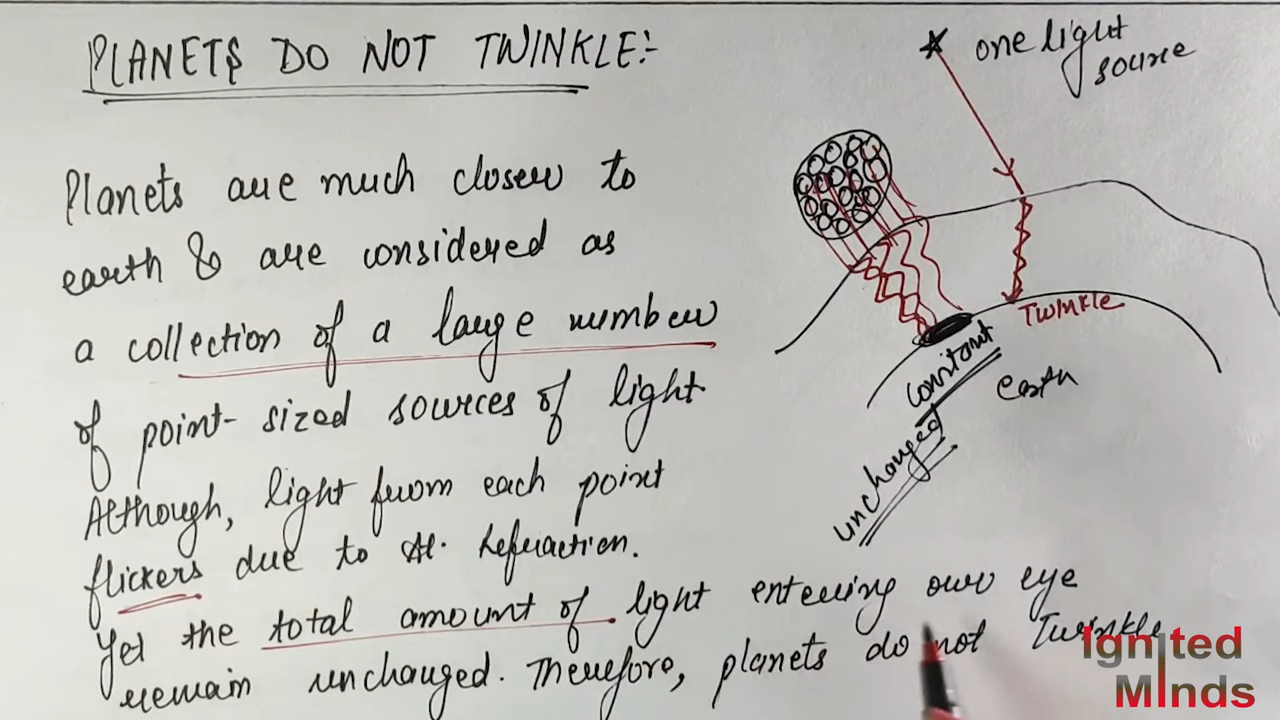 PLANETS DO NOT TWINKLE:-
Planets are much closer to
earth & are considered as
a collection of a large number
of point-sized sources of light
Although, light from each point
flickers due to At. Refraction.
Yet the total amount of light entering our eye
remain unchanged. Therefore, planets do not Twinkle
one light
source
TWINKLE
constant
unchanged
earth
Ignited
Minds